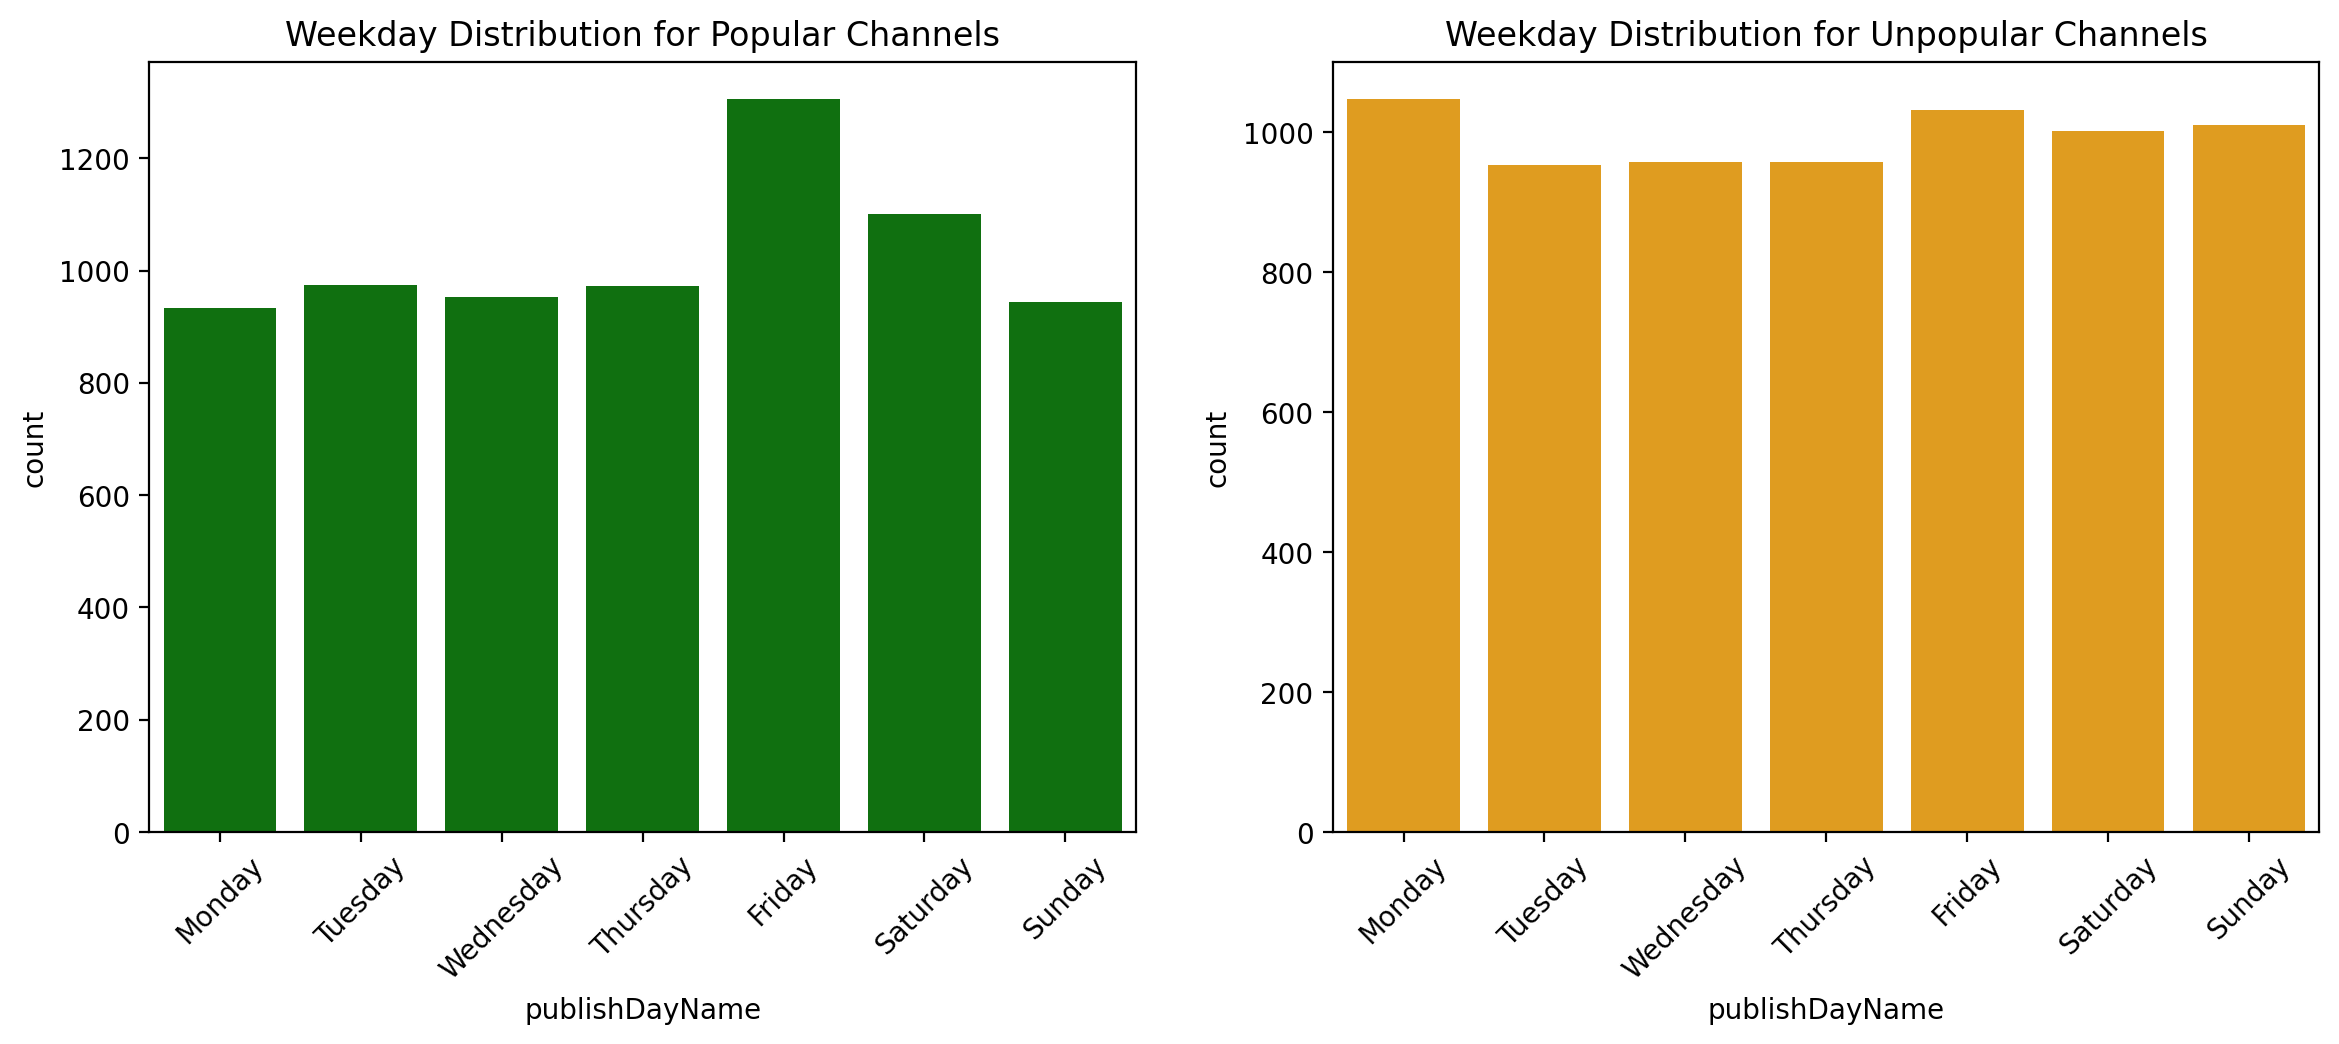 Weekday Distribution for Popular Channels
count
1200
1000
800
600
400
200
0
Monday
Tuesday
Wednesday
Thursday
Friday
Saturday
Sunday
publishDayName
Weekday Distribution for Unpopular Channels
count
1000
800
600
400
200
0
Monday
Tuesday
Wednesday
Thursday
Friday
Saturday
Sunday
publishDayName